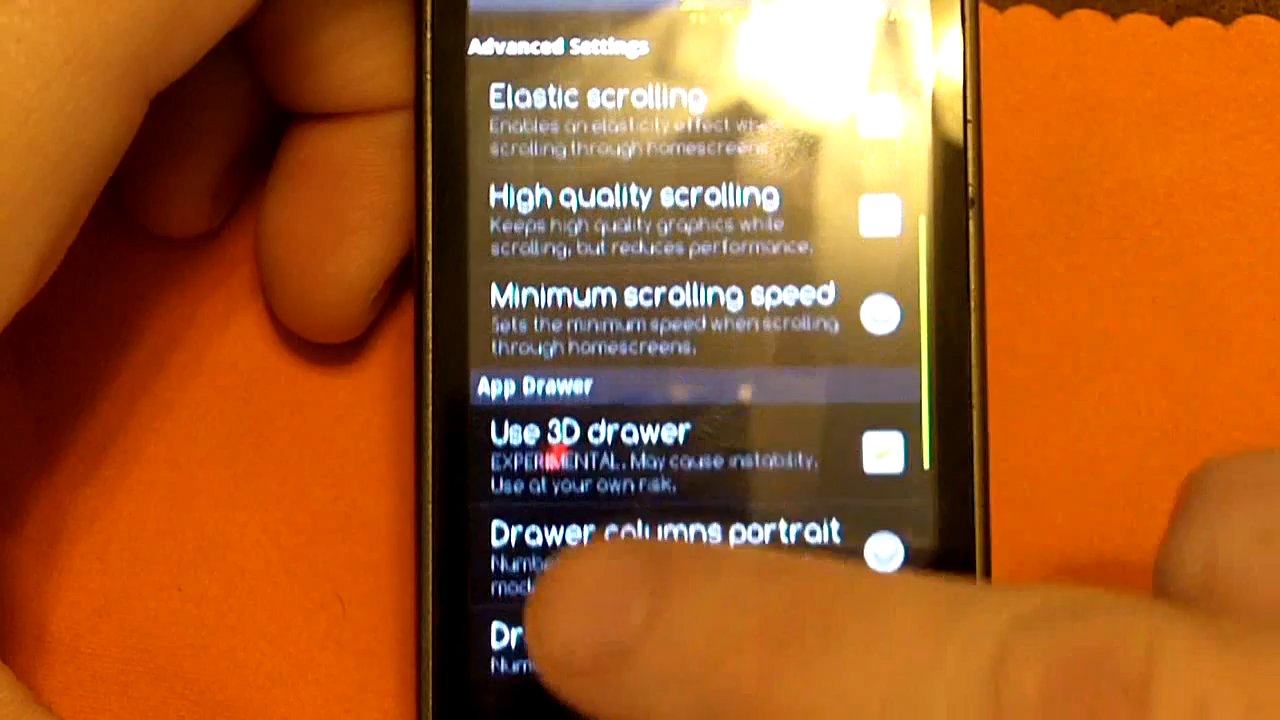 Advanced Settings
Elastic scrolling
Enables an elasticity effect
scrolling through homescreens.
High quality scrolling
Keeps high quality graphics while
scrolling, but reduces performance.
Minimum scrolling speed
Sets the minimum speed when scrolling
through homescreens.
App Drawer
Use 3D drawer
EXPERIMENTAL. May cause instability.
Use at your own risk.
Drawer columns portrait